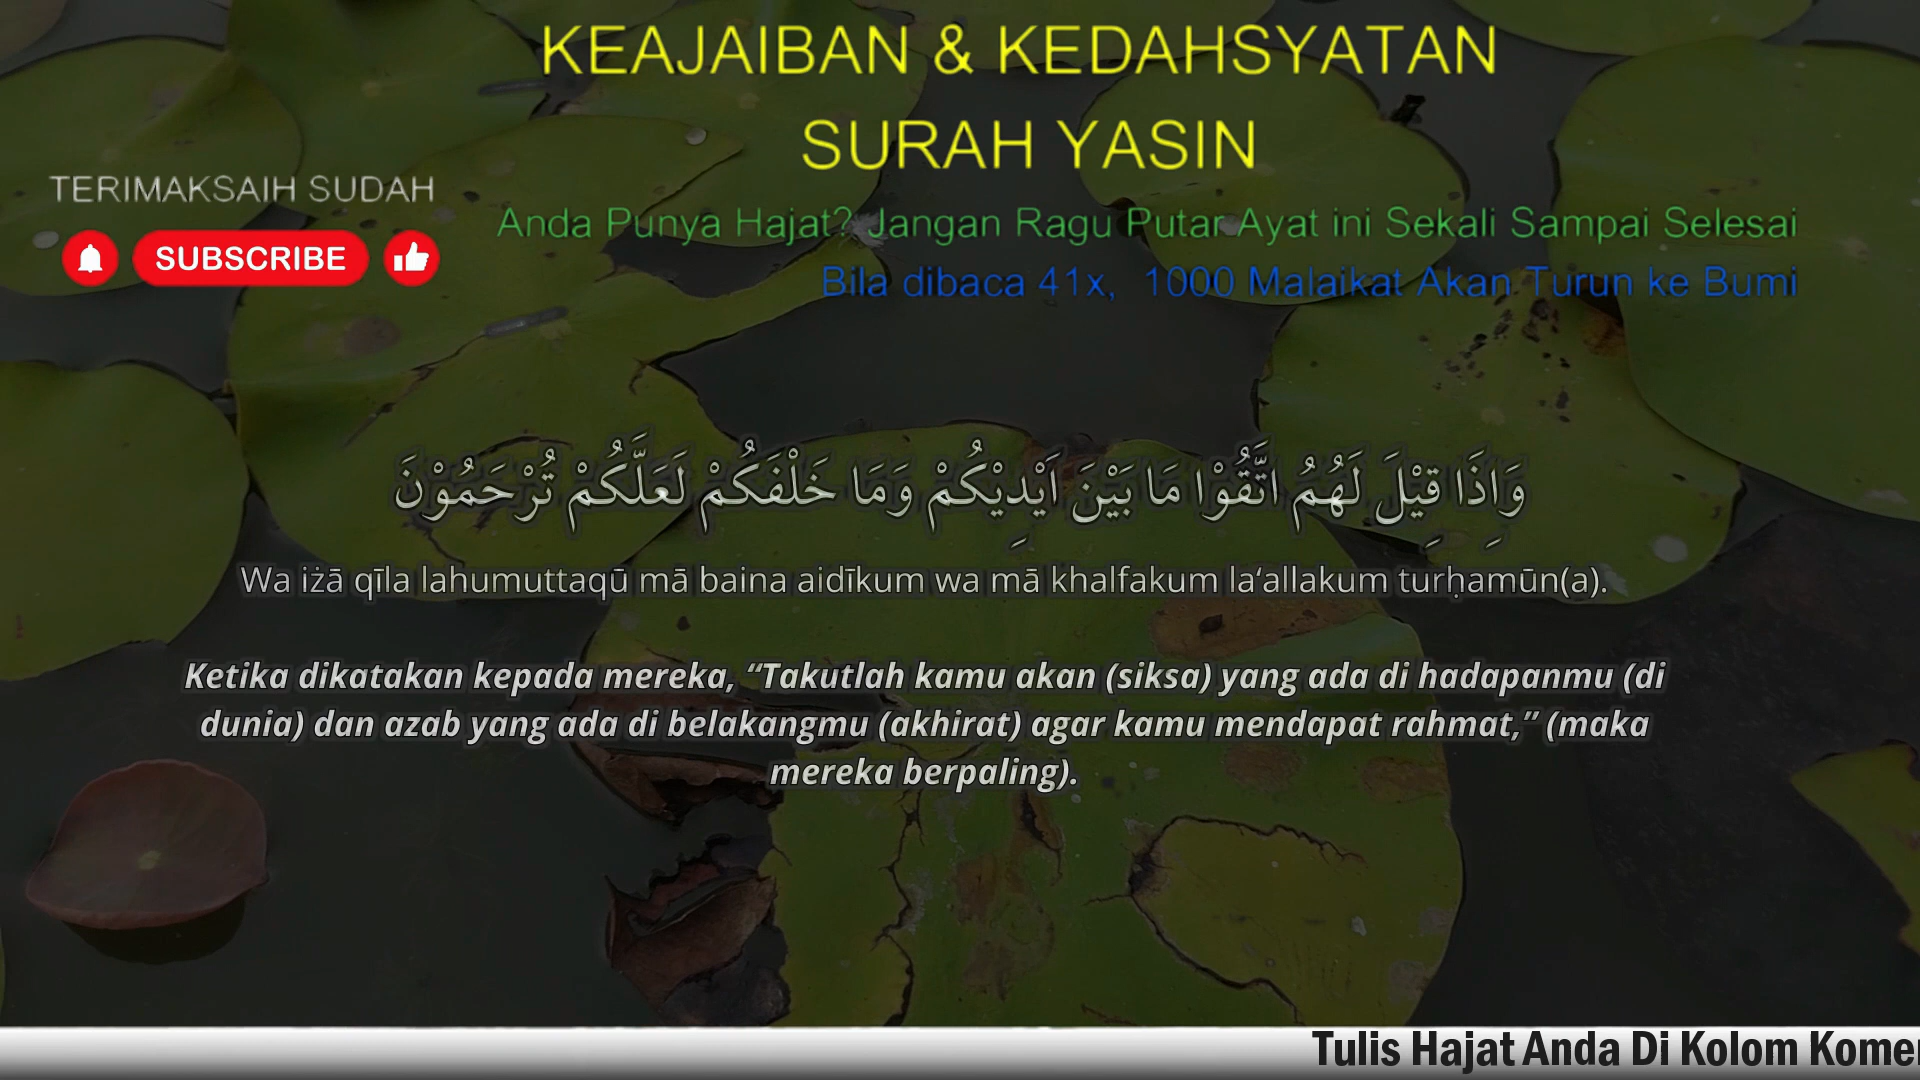 KEAJAIBAN & KEDAHSYATAN
SURAH YASIN
TERIMAKSAIH SUDAH
SUBSCRIBE
Anda Punya Hajat? Jangan Ragu Putar Ayat ini Sekali Sampai Selesai
Bila dibaca 41x, 1000 Malaikat Akan Turun ke Bumi
وَاِذَا قِيْلَ لَهُمُ اتَّقُوْا مَا بَيْنَ اَيْدِيْكُمْ وَمَا خَلْفَكُمْ لَعَلَّكُمْ تُرْحَمُوْنَ
Wa iżā qīla lahumuttaqū mā baina aidīkum wa mā khalfakum la‘allakum turḥamūn(a).
Ketika dikatakan kepada mereka, “Takutlah kamu akan (siksa) yang ada di hadapanmu (di
dunia) dan azab yang ada di belakangmu (akhirat) agar kamu mendapat rahmat,” (maka
mereka berpaling).
Tulis Hajat Anda Di Kolom Kome